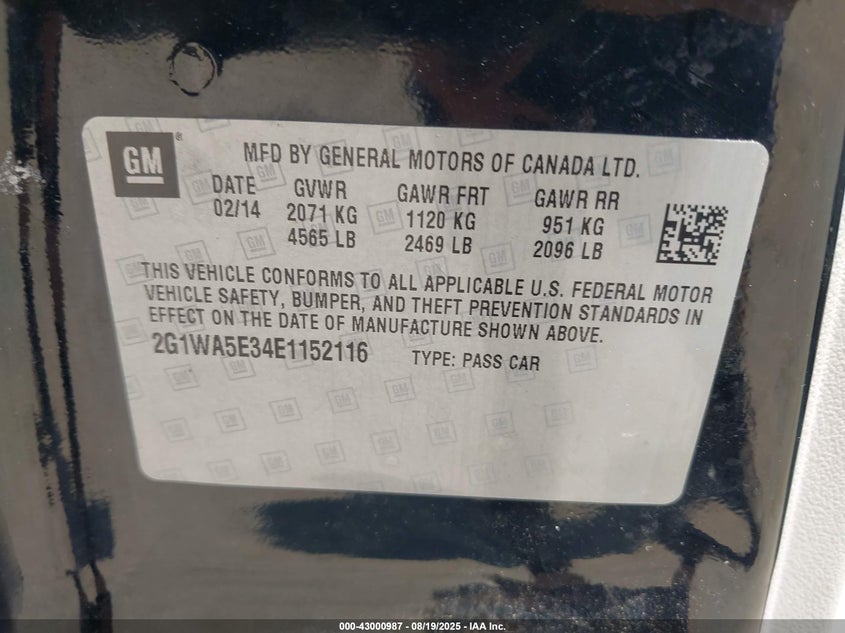 GM
MFD BY GENERAL MOTORS OF CANADA LTD.
DATE GVWR GAWR FRT GAWR RR
02/14 2071 KG 1120 KG 951 KG
4565 LB 2469 LB 2096 LB
THIS VEHICLE CONFORMS TO ALL APPLICABLE U.S. FEDERAL MOTOR
VEHICLE SAFETY, BUMPER, AND THEFT PREVENTION STANDARDS IN
EFFECT ON THE DATE OF MANUFACTURE SHOWN ABOVE.
2G1WA5E34E1152116 TYPE: PASS CAR
000-43000987 - 08/19/2025 - IAA Inc.